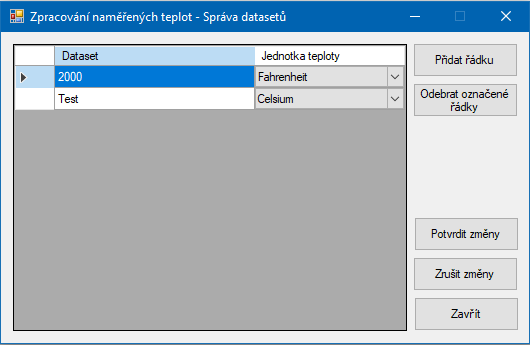 Zpracování naměřených teplot - Správa datasetů
Dataset Jednotka teploty
2000 Fahrenheit
Test Celsium
Přidat řádku
Odebrat označené
řádky
Potvrdit změny
Zrušit změny
Zavřít